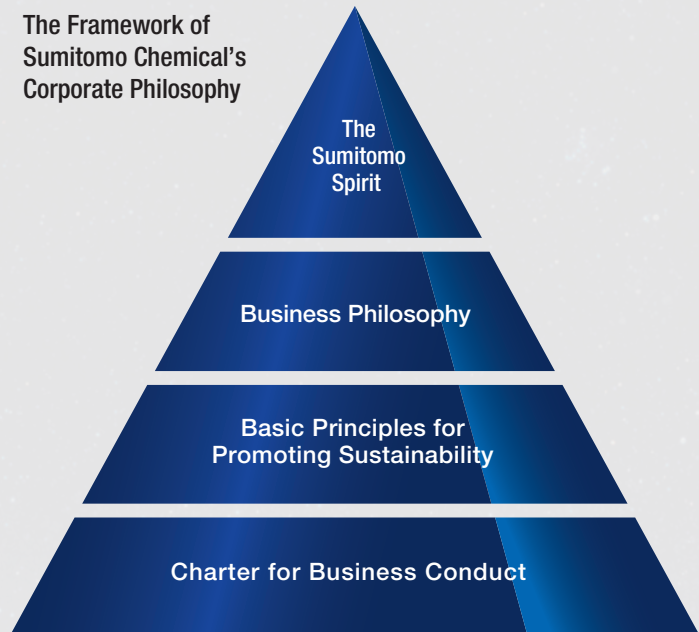 The Framework of
Sumitomo Chemical's
Corporate Philosophy
The
Sumitomo
Spirit
Business Philosophy
Basic Principles for
Promoting Sustainability
Charter for Business Conduct